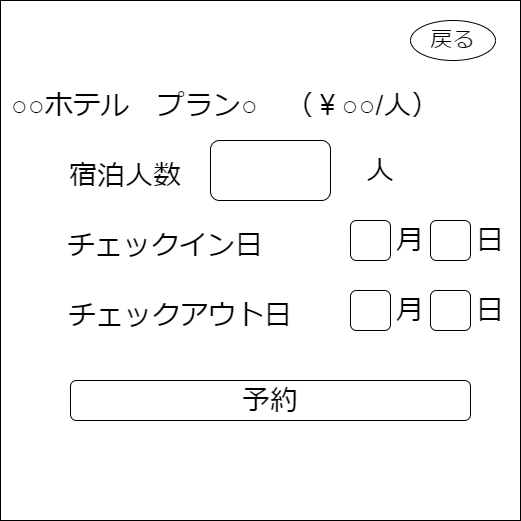 戻る
○○ホテル　プラン○　（￥○○/人）
宿泊人数　人
チェックイン日　月　日
チェックアウト日　月　日
予約